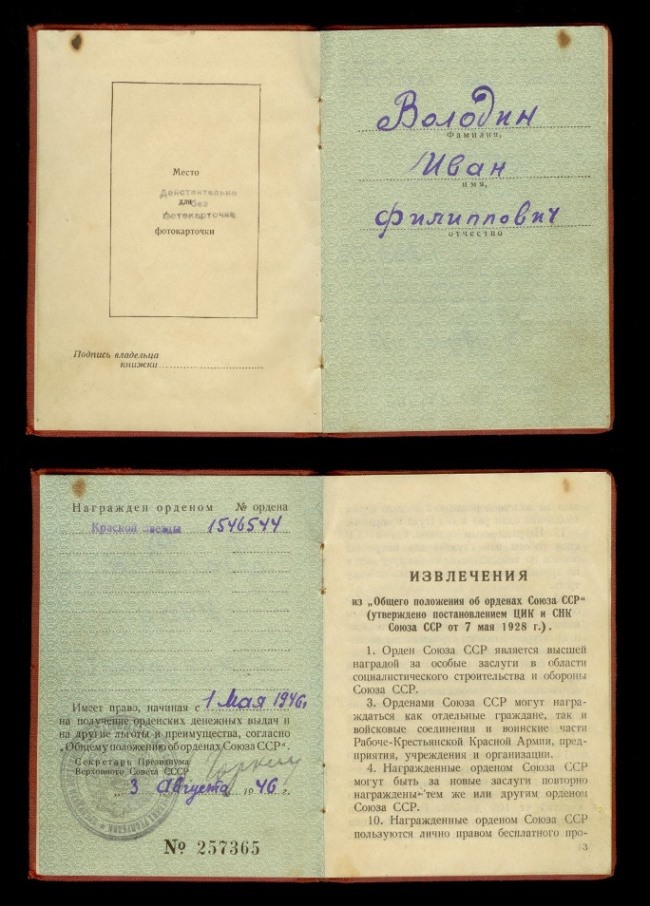 Место
Действительно
для без
фотокарточки
фотокарточки
Подпись владельца
книжки
Володин
Фамилия,
Иван
имя,
Филиппович
отчество
Награжден орденом № ордена
Красной звезды 1546544
Имеет право, начиная с 1 Мая 1946г
на получение орденских денежных выдач и
на другие льготы и преимущества, согласно
„Общему положению об орденах Союза ССР“.
Секретарь Президиума
Верховного Совета СССР
„ 3 Августа 1946 г.
№ 257365
ИЗВЛЕЧЕНИЯ
из „Общего положения об орденах Союза ССР“
(утверждено постановлением ЦИК и СНК
Союза ССР от 7 мая 1928 г.).
1. Орден Союза ССР является высшей
наградой за особые заслуги в области
социалистического строительства и обороны
Союза ССР.
3. Орденами Союза ССР могут награ-
ждаться как отдельные граждане, так и
войсковые соединения и воинские части
Рабоче-Крестьянской Красной Армии, пред-
приятия, учреждения и организации.
4. Награжденные орденом Союза ССР
могут быть за новые заслуги повторно
награждены тем же или другим орденом
Союза ССР.
10. Награжденные орденом Союза ССР
пользуются лично правом бесплатного про-
3